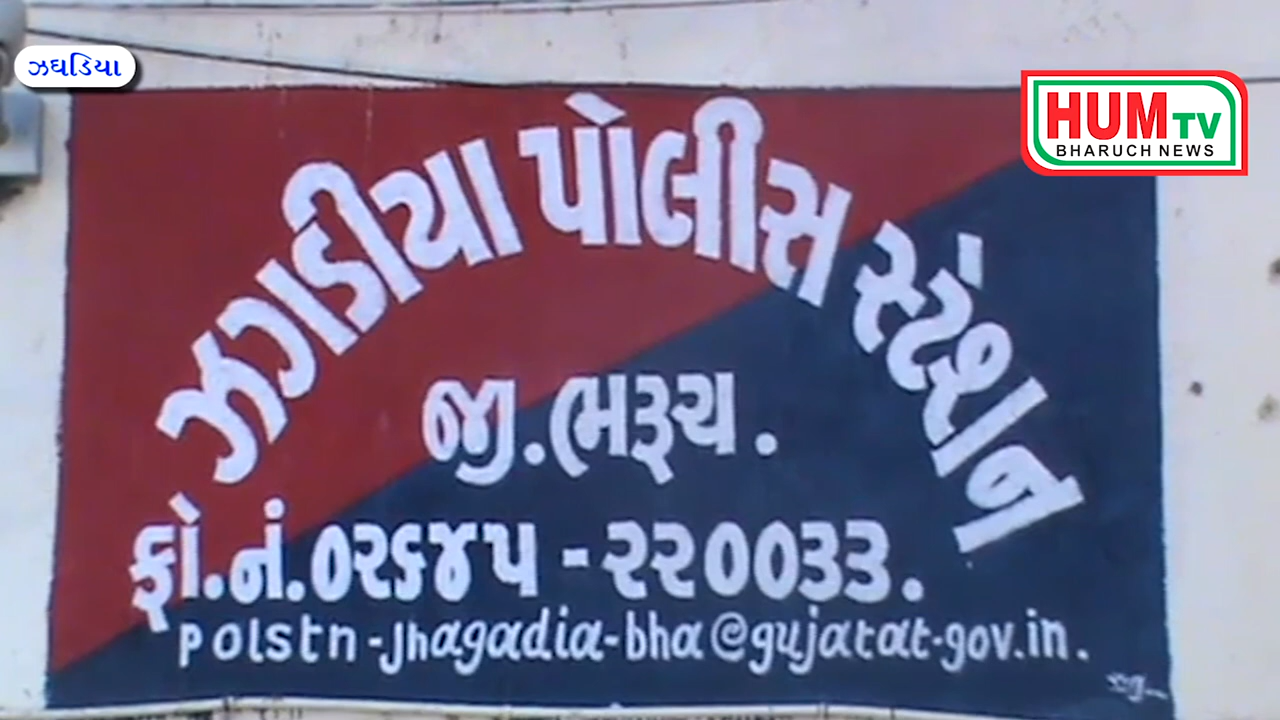 ઝઘડિયા
HUM TV
BHARUCH NEWS
ઝગડીયા પોલીસ સ્ટેશન
જી.ભરૂચ.
ફો.નં.૦૨૬૪૫-૨૨૦૦૩૩.
polstn-jhagadia-bha@gujatat-gov.in.